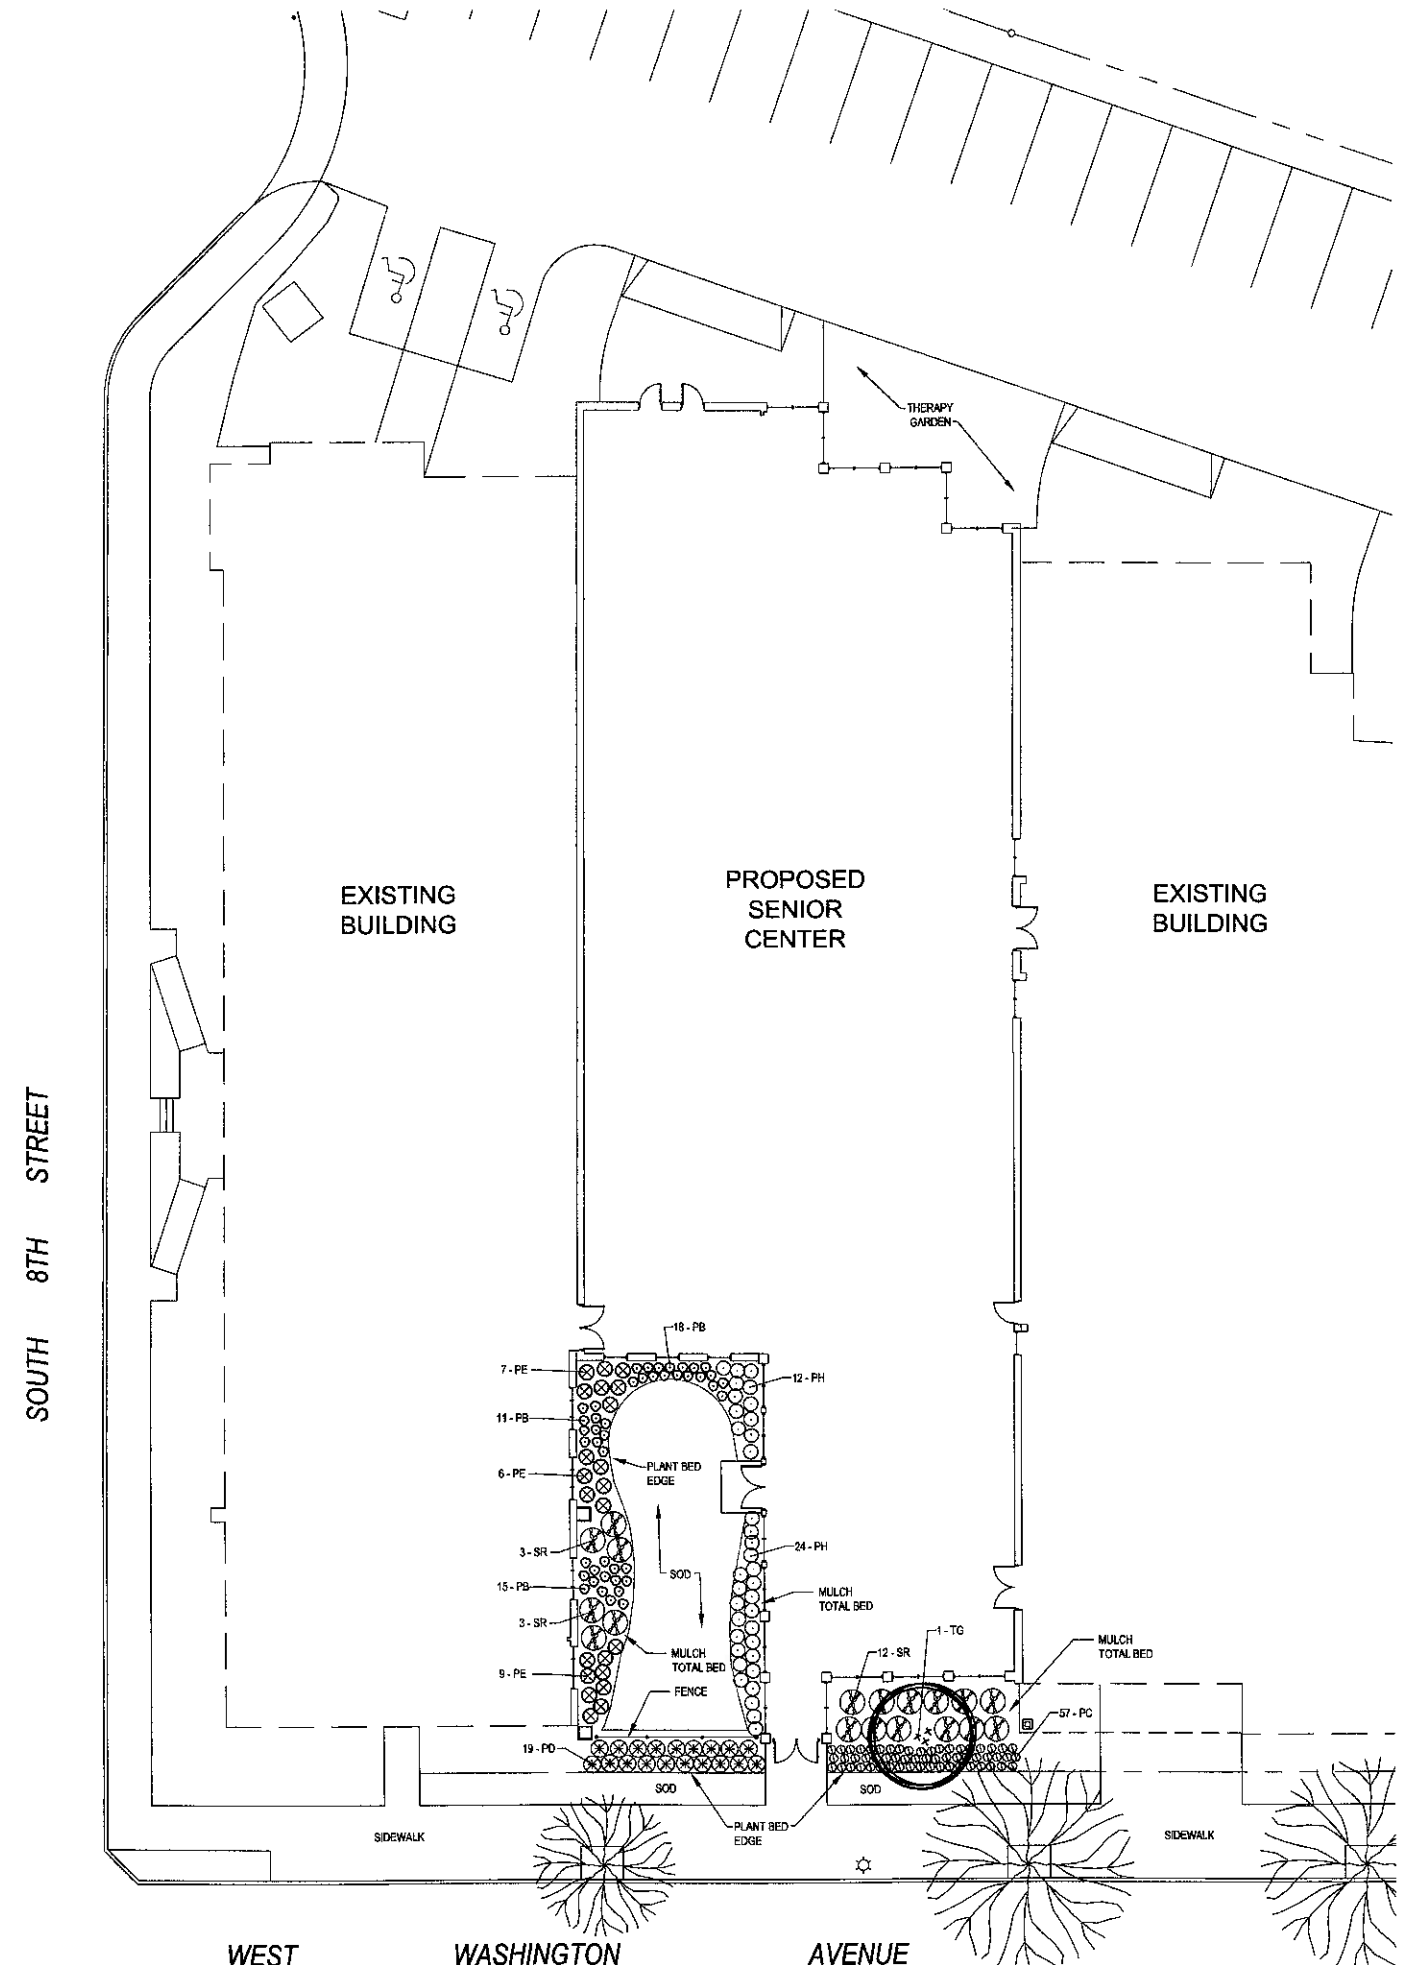 THERAPY
GARDEN
EXISTING
BUILDING
PROPOSED
SENIOR
CENTER
EXISTING
BUILDING
SOUTH 8TH STREET
18 - PB
7 - PE
12 - PH
11 - PB
PLANT BED
EDGE
6 - PE
3 - SR
24 - PH
SOD
15 - PB
MULCH
TOTAL BED
3 - SR
1 - TG
12 - SR
MULCH
TOTAL BED
MULCH
TOTAL BED
9 - PE
FENCE
57 - PC
19 - PD
SOD
SOD
PLANT BED
EDGE
SIDEWALK
SIDEWALK
WEST WASHINGTON AVENUE